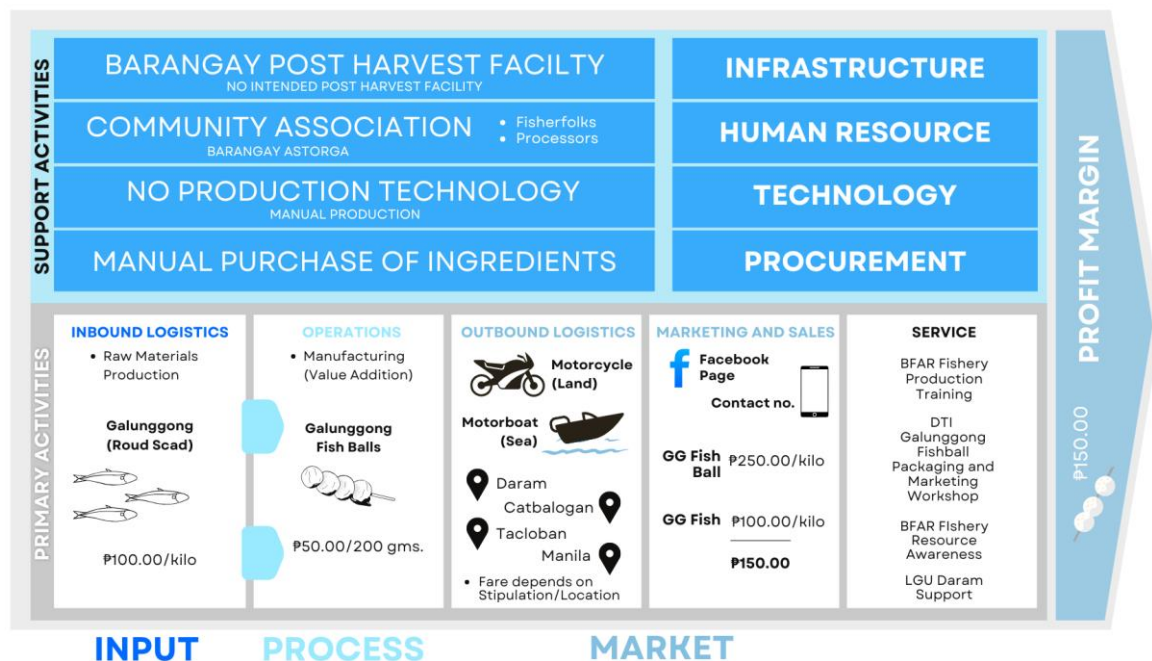 SUPPORT ACTIVITIES
BARANGAY POST HARVEST FACILTY
NO INTENDED POST HARVEST FACILITY
INFRASTRUCTURE
COMMUNITY ASSOCIATION
BARANGAY ASTORGA
• Fisherfolks
• Processors
HUMAN RESOURCE
NO PRODUCTION TECHNOLOGY
MANUAL PRODUCTION
TECHNOLOGY
MANUAL PURCHASE OF INGREDIENTS
PROCUREMENT
PRIMARY ACTIVITIES
INBOUND LOGISTICS
• Raw Materials
Production
Galunggong
(Roud Scad)
₱100.00/kilo
OPERATIONS
• Manufacturing
(Value Addition)
Galunggong
Fish Balls
₱50.00/200 gms.
OUTBOUND LOGISTICS
Motorcycle
(Land)
Motorboat
(Sea)
Daram
Catbalogan
Tacloban
Manila
• Fare depends on
Stipulation/Location
MARKETING AND SALES
f Facebook
Page
Contact no.
GG Fish ₱250.00/kilo
Ball
GG Fish ₱100.00/kilo
₱150.00
SERVICE
BFAR Fishery
Production
Training
DTI
Galunggong
Fishball
Packaging and
Marketing
Workshop
BFAR FIshery
Resource
Awareness
LGU Daram
Support
PROFIT MARGIN
₱150.00
INPUT
PROCESS
MARKET